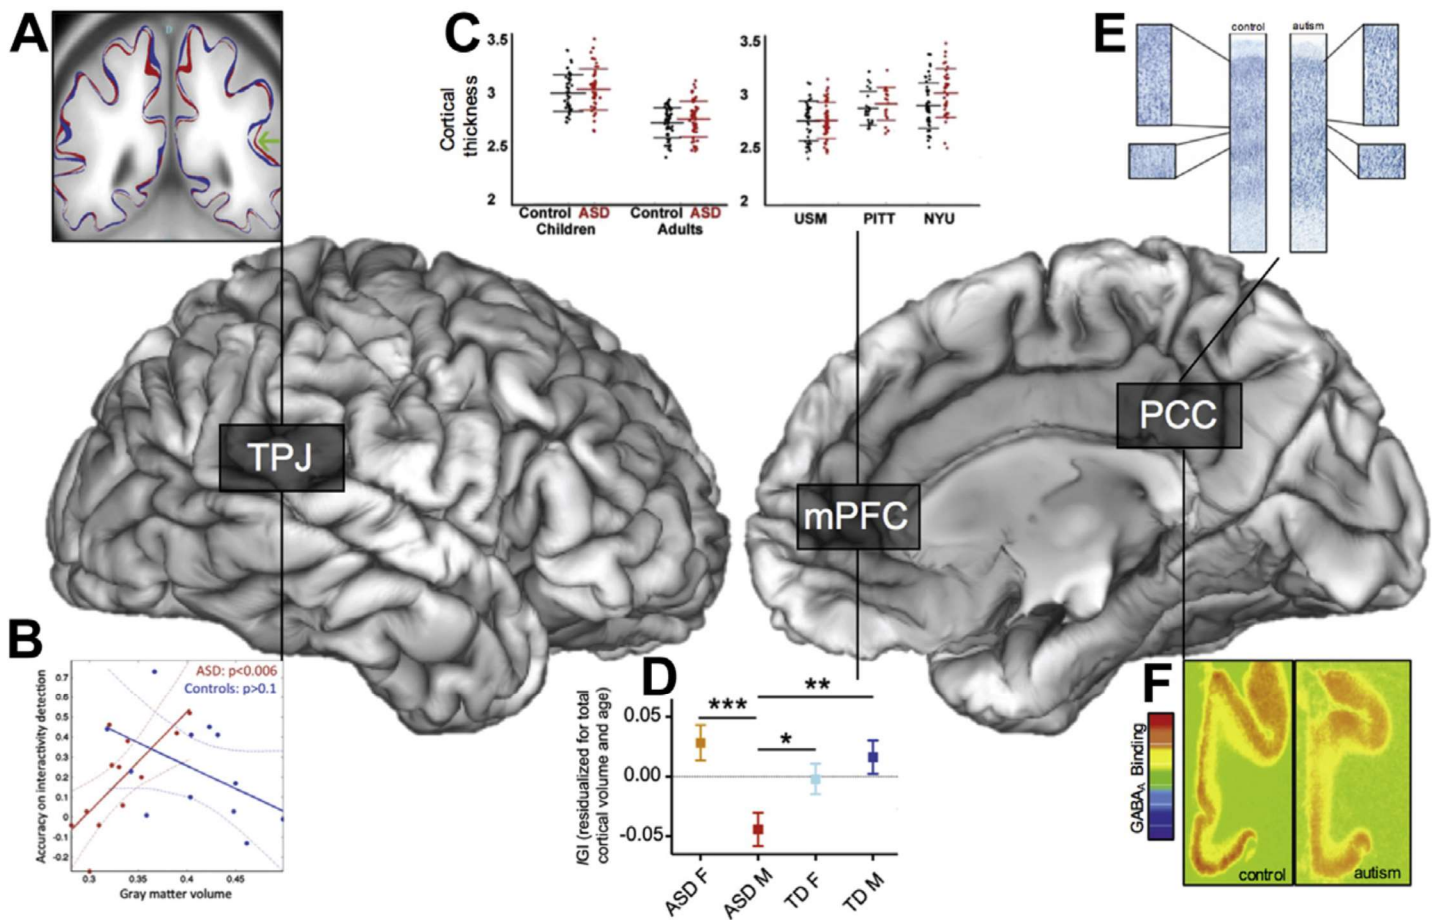 A
C
Cortical
thickness
3.5
3
2.5
2
Control ASD
Children
Control ASD
Adults
3.5
3
2.5
2
USM
PITT
NYU
E
control
autism
TPJ
mPFC
PCC
B
ASD: p<0.006
Controls: p>0.1
Accuracy on interactivity detection
0.7
0.6
0.5
0.4
0.3
0.2
0.1
0
-0.1
-0.2
0.3
0.35
0.4
0.45
Gray matter volume
D
lGI (residualized for total
cortical volume and age)
0.05
0.00
-0.05
***
**
*
ASD F
ASD M
TD F
TD M
F
GABAA Binding
control
autism